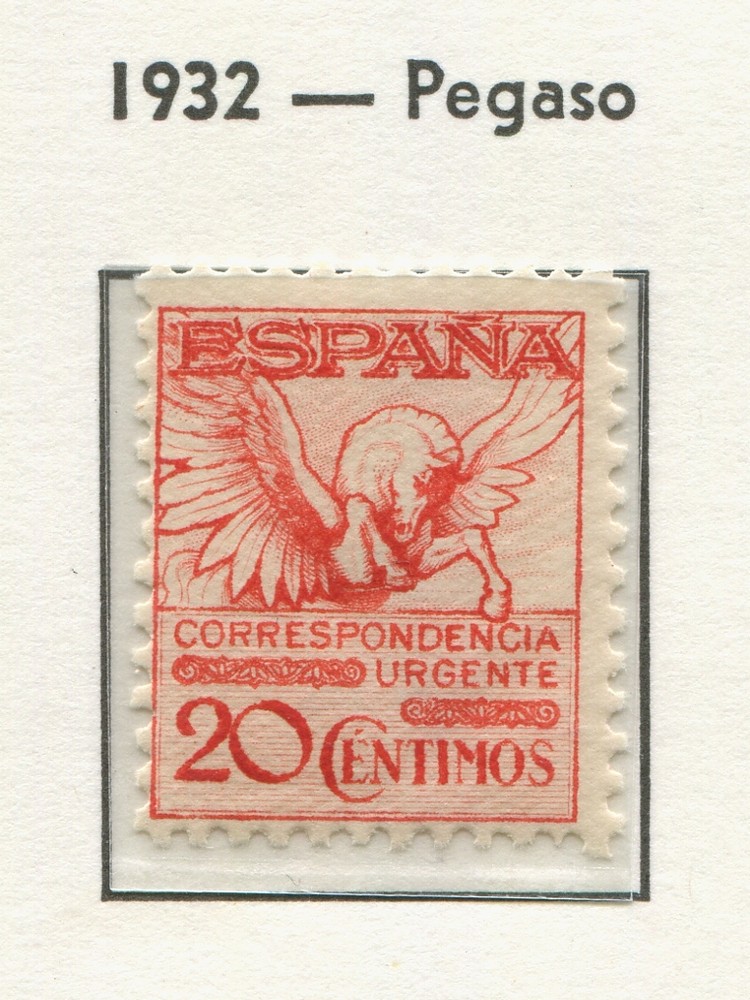 1932 — Pegaso
ESPAÑA
CORRESPONDENCIA
URGENTE
20 CÉNTIMOS